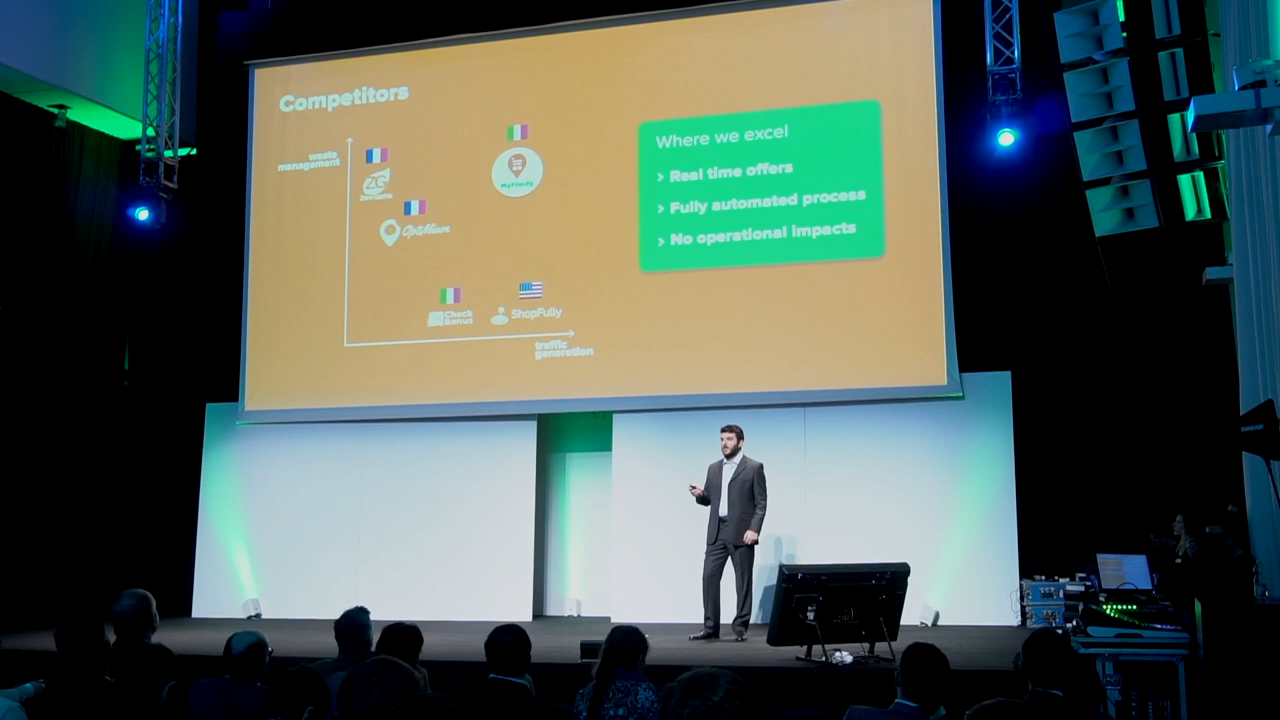 Competitors
waste
management
ZG
OptiMiam
MyFoody
Check
Bonus
ShopFully
traffic
generation
Where we excel
> Real time offers
> Fully automated process
> No operational impacts